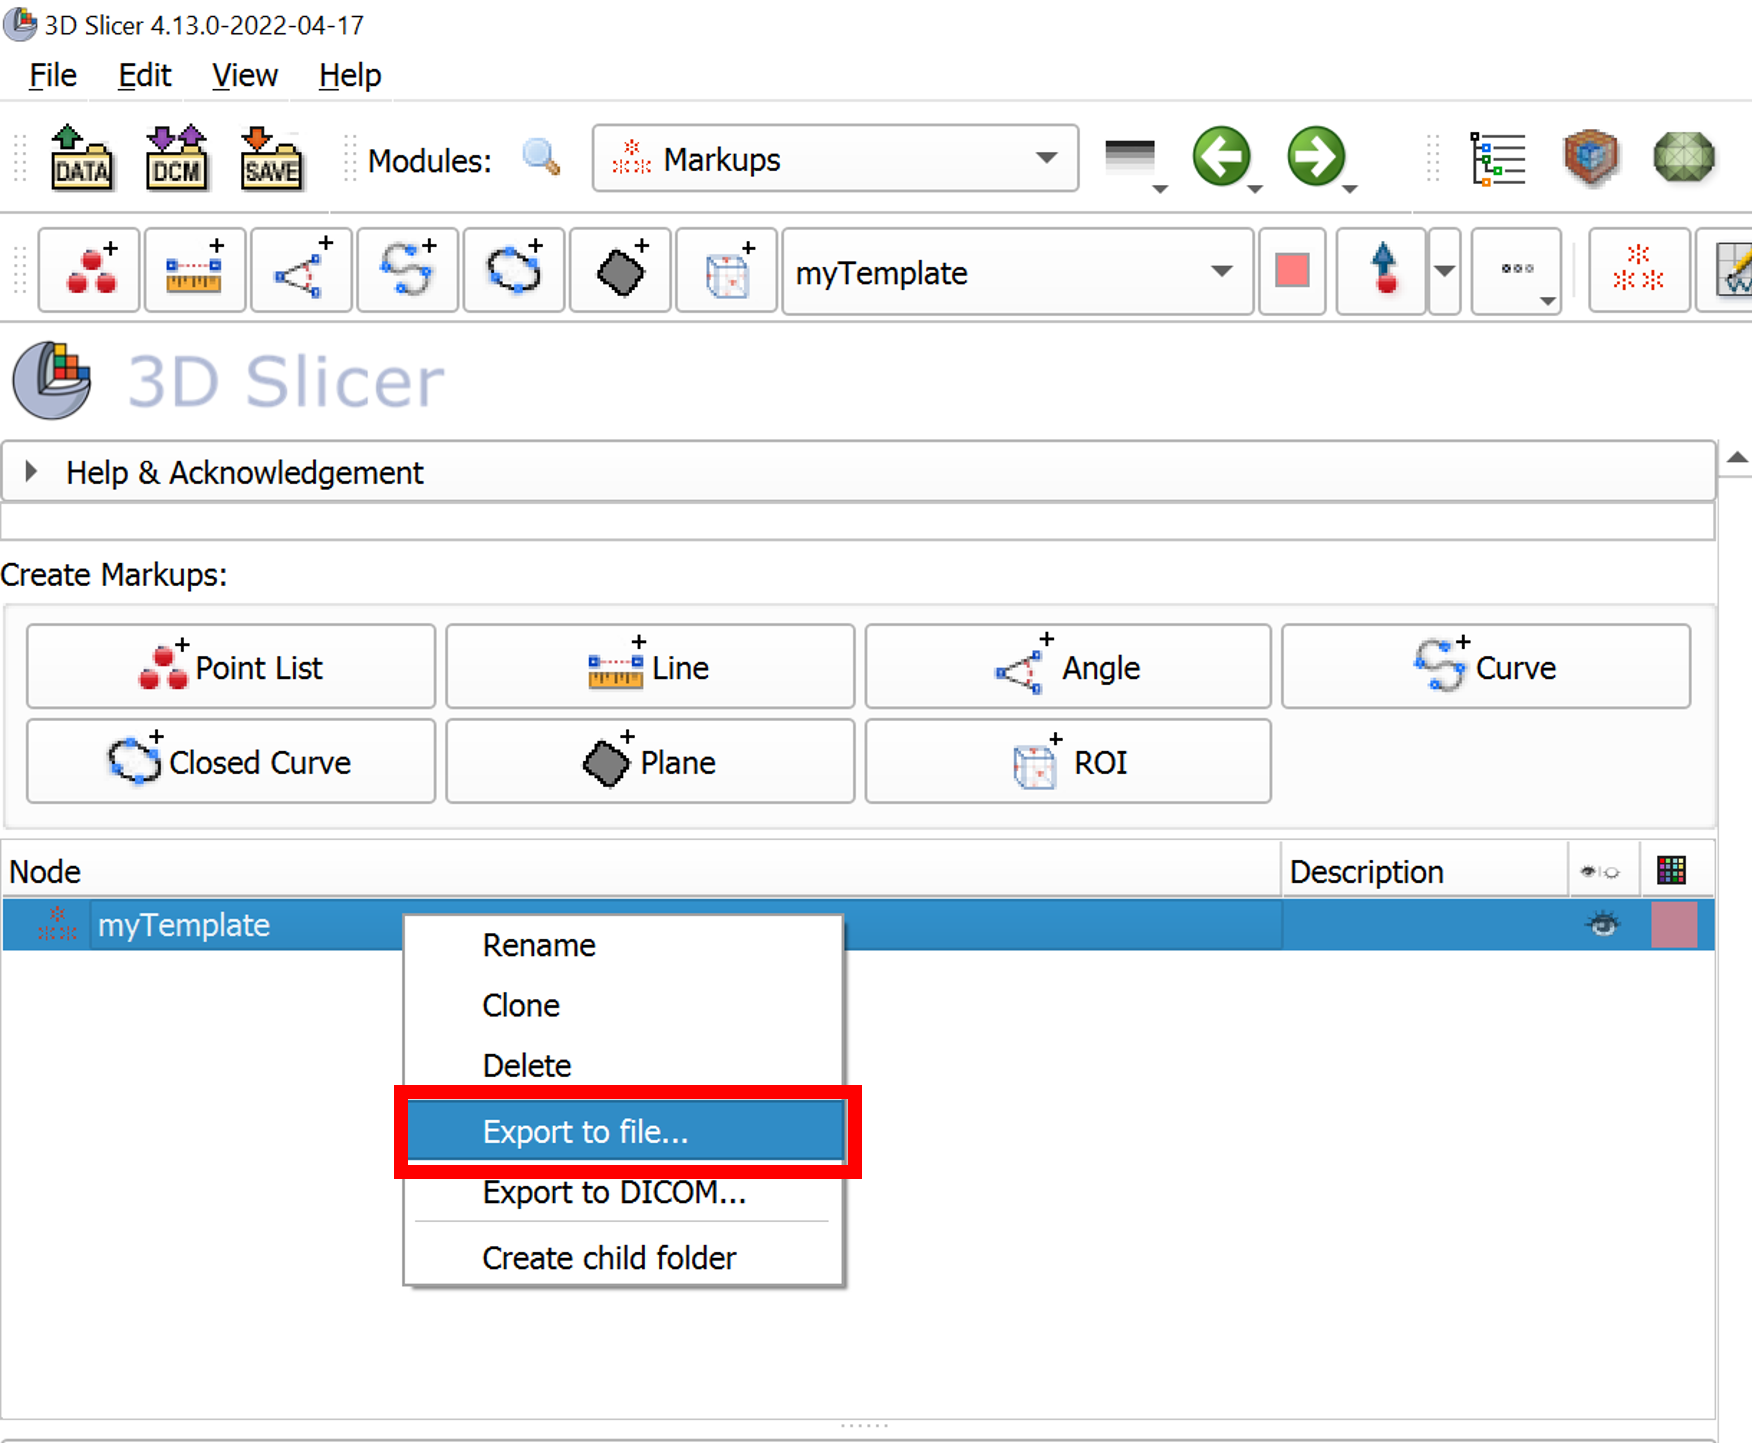 3D Slicer 4.13.0-2022-04-17
File Edit View Help
DATA DCM SAVE Modules: Markups
myTemplate
3D Slicer
Help & Acknowledgement
Create Markups:
Point List Line Angle Curve
Closed Curve Plane ROI
Node Description
myTemplate
Rename
Clone
Delete
Export to file...
Export to DICOM...
Create child folder